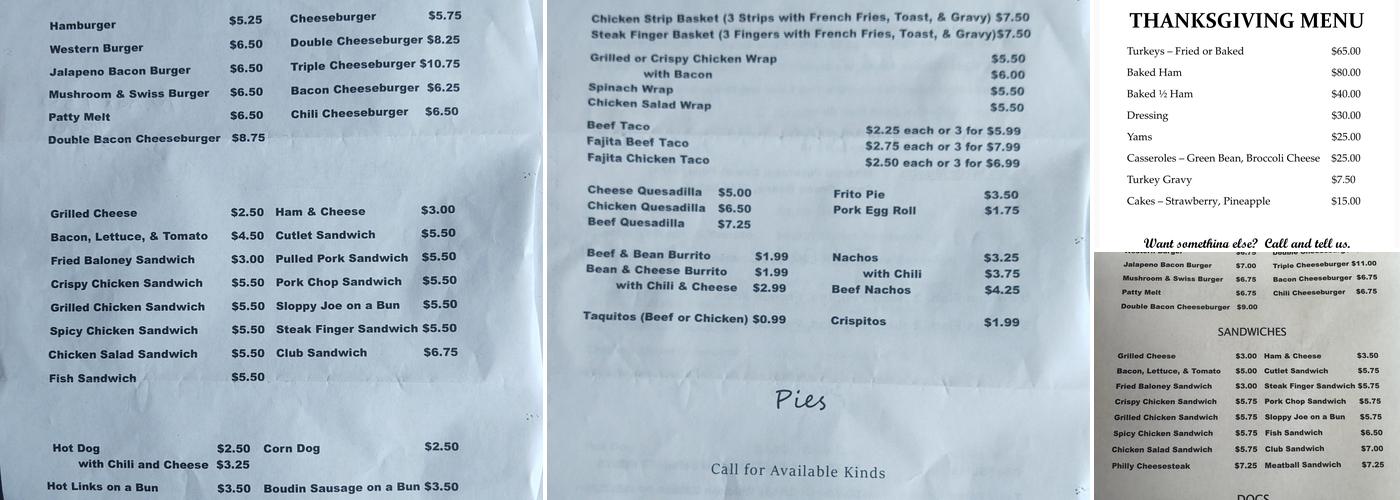 Hamburger $5.25 Cheeseburger $5.75
Western Burger $6.50 Double Cheeseburger $8.25
Jalapeno Bacon Burger $6.50 Triple Cheeseburger $10.75
Mushroom & Swiss Burger $6.50 Bacon Cheeseburger $6.25
Patty Melt $6.50 Chili Cheeseburger $6.50
Double Bacon Cheeseburger $8.75
Grilled Cheese $2.50 Ham & Cheese $3.00
Bacon, Lettuce, & Tomato $4.50 Cutlet Sandwich $5.50
Fried Baloney Sandwich $3.00 Pulled Pork Sandwich $5.50
Crispy Chicken Sandwich $5.50 Pork Chop Sandwich $5.50
Grilled Chicken Sandwich $5.50 Sloppy Joe on a Bun $5.50
Spicy Chicken Sandwich $5.50 Steak Finger Sandwich $5.50
Chicken Salad Sandwich $5.50 Club Sandwich $6.75
Fish Sandwich $5.50
Hot Dog $2.50 Corn Dog $2.50
with Chili and Cheese $3.25
Hot Links on a Bun $3.50 Boudin Sausage on a Bun $3.50
Chicken Strip Basket (3 Strips with French Fries, Toast, & Gravy) $7.50
Steak Finger Basket (3 Fingers with French Fries, Toast, & Gravy)$7.50
Grilled or Crispy Chicken Wrap $5.50
with Bacon $6.00
Spinach Wrap $5.50
Chicken Salad Wrap $5.50
Beef Taco $2.25 each or 3 for $5.99
Fajita Beef Taco $2.75 each or 3 for $7.99
Fajita Chicken Taco $2.50 each or 3 for $6.99
Cheese Quesadilla $5.00 Frito Pie $3.50
Chicken Quesadilla $6.50 Pork Egg Roll $1.75
Beef Quesadilla $7.25
Beef & Bean Burrito $1.99 Nachos $3.25
Bean & Cheese Burrito $1.99 with Chili $3.75
with Chili & Cheese $2.99 Beef Nachos $4.25
Taquitos (Beef or Chicken) $0.99 Crispitos $1.99
Pies
Call for Available Kinds
THANKSGIVING MENU
Turkeys – Fried or Baked $65.00
Baked Ham $80.00
Baked ½ Ham $40.00
Dressing $30.00
Yams $25.00
Casseroles – Green Bean, Broccoli Cheese $25.00
Turkey Gravy $7.50
Cakes – Strawberry, Pineapple $15.00
Want something else? Call and tell us.
Western Burger $6.75 Double Cheeseburger
Jalapeno Bacon Burger $7.00 Triple Cheeseburger $11.00
Mushroom & Swiss Burger $6.75 Bacon Cheeseburger $6.75
Patty Melt $6.75 Chili Cheeseburger $6.75
Double Bacon Cheeseburger $9.00
SANDWICHES
Grilled Cheese $3.00 Ham & Cheese $3.50
Bacon, Lettuce, & Tomato $5.00 Cutlet Sandwich $5.75
Fried Baloney Sandwich $3.00 Steak Finger Sandwich $5.75
Crispy Chicken Sandwich $5.75 Pork Chop Sandwich $5.75
Grilled Chicken Sandwich $5.75 Sloppy Joe on a Bun $5.75
Spicy Chicken Sandwich $5.75 Fish Sandwich $6.50
Chicken Salad Sandwich $5.75 Club Sandwich $7.00
Philly Cheesesteak $7.25 Meatball Sandwich $7.25
DOGS